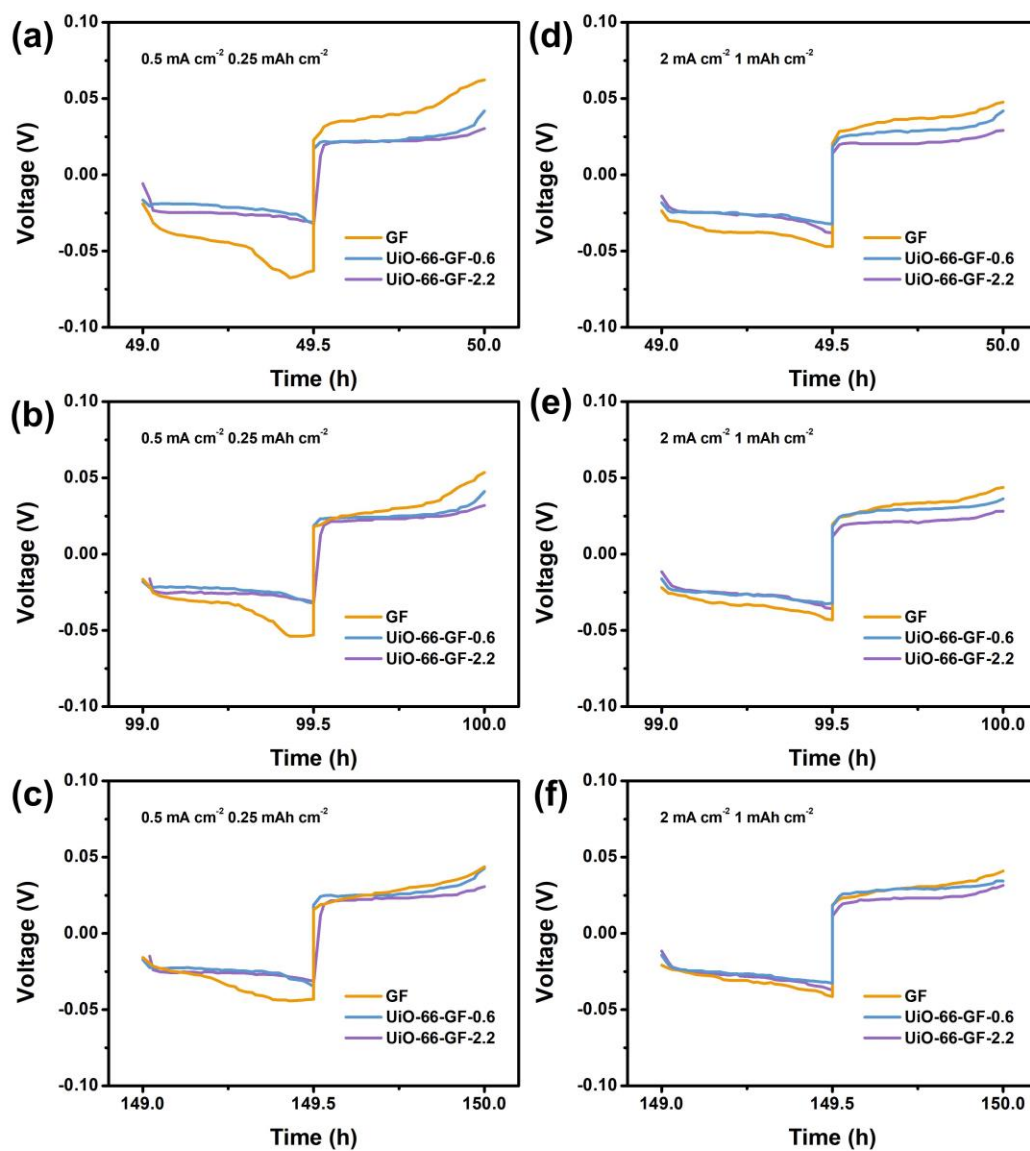 (a)
0.10
0.05
0.00
-0.05
-0.10
Voltage (V)
0.5 mA cm⁻² 0.25 mAh cm⁻²
GF
UiO-66-GF-0.6
UiO-66-GF-2.2
49.0
49.5
50.0
Time (h)
(d)
0.10
0.05
0.00
-0.05
-0.10
Voltage (V)
2 mA cm⁻² 1 mAh cm⁻²
GF
UiO-66-GF-0.6
UiO-66-GF-2.2
49.0
49.5
50.0
Time (h)
(b)
0.10
0.05
0.00
-0.05
-0.10
Voltage (V)
0.5 mA cm⁻² 0.25 mAh cm⁻²
GF
UiO-66-GF-0.6
UiO-66-GF-2.2
99.0
99.5
100.0
Time (h)
(e)
0.10
0.05
0.00
-0.05
-0.10
Voltage (V)
2 mA cm⁻² 1 mAh cm⁻²
GF
UiO-66-GF-0.6
UiO-66-GF-2.2
99.0
99.5
100.0
Time (h)
(c)
0.10
0.05
0.00
-0.05
-0.10
Voltage (V)
0.5 mA cm⁻² 0.25 mAh cm⁻²
GF
UiO-66-GF-0.6
UiO-66-GF-2.2
149.0
149.5
150.0
Time (h)
(f)
0.10
0.05
0.00
-0.05
-0.10
Voltage (V)
2 mA cm⁻² 1 mAh cm⁻²
GF
UiO-66-GF-0.6
UiO-66-GF-2.2
149.0
149.5
150.0
Time (h)